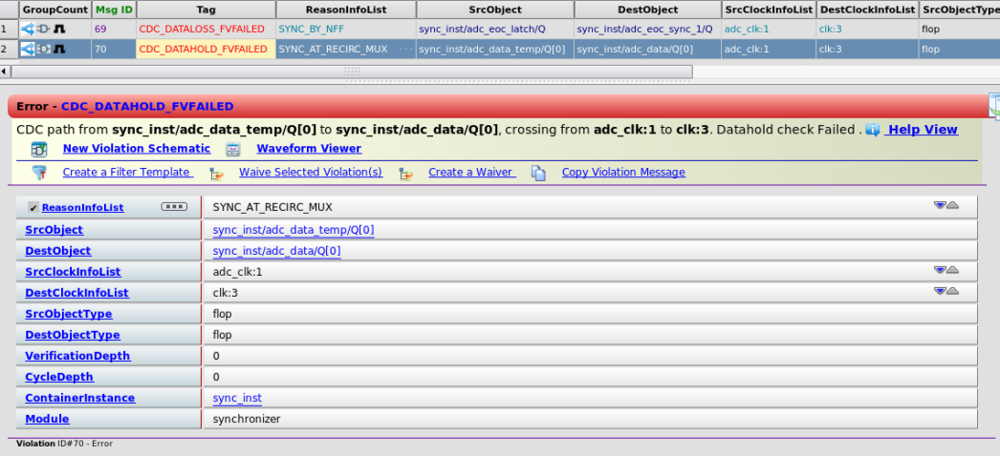 GroupCount Msg ID Tag ReasonInfoList SrcObject DestObject SrcClockInfoList DestClockInfoList SrcObjectType
1 69 CDC_DATALOSS_FVFAILED SYNC_BY_NFF sync_inst/adc_eoc_latch/Q sync_inst/adc_eoc_sync_1/Q adc_clk:1 clk:3 flop
2 70 CDC_DATAHOLD_FVFAILED SYNC_AT_RECIRC_MUX ... sync_inst/adc_data_temp/Q[0] sync_inst/adc_data/Q[0] adc_clk:1 clk:3 flop
Error - CDC_DATAHOLD_FVFAILED
CDC path from sync_inst/adc_data_temp/Q[0] to sync_inst/adc_data/Q[0], crossing from adc_clk:1 to clk:3. Datahold check Failed . Help View
New Violation Schematic Waveform Viewer
Create a Filter Template Waive Selected Violation(s) Create a Waiver Copy Violation Message
ReasonInfoList SYNC_AT_RECIRC_MUX
SrcObject sync_inst/adc_data_temp/Q[0]
DestObject sync_inst/adc_data/Q[0]
SrcClockInfoList adc_clk:1
DestClockInfoList clk:3
SrcObjectType flop
DestObjectType flop
VerificationDepth 0
CycleDepth 0
ContainerInstance sync_inst
Module synchronizer
Violation ID#70 - Error